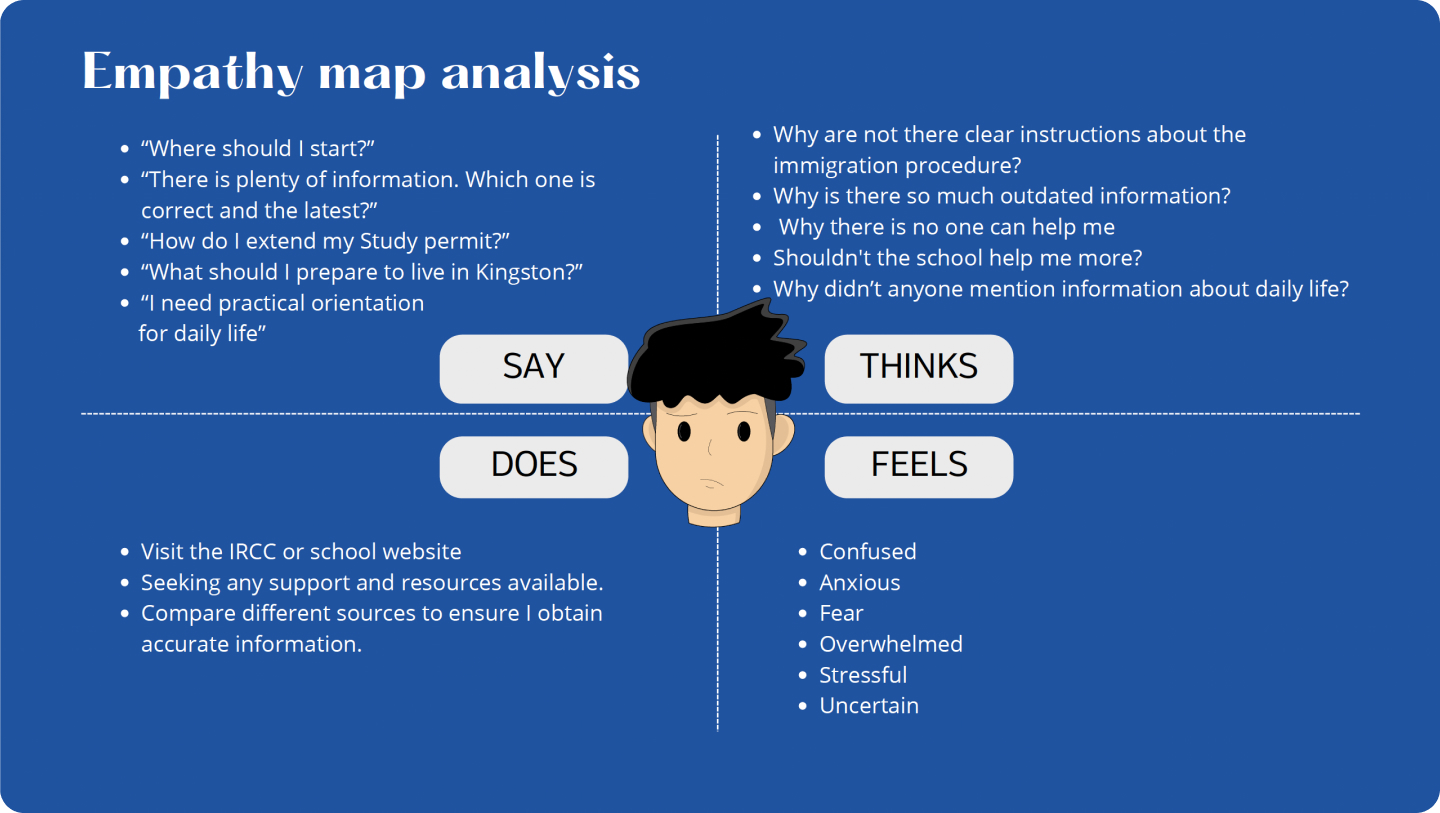 Empathy map analysis
• “Where should I start?”
• “There is plenty of information. Which one is
correct and the latest?”
• “How do I extend my Study permit?”
• “What should I prepare to live in Kingston?”
• “I need practical orientation
for daily life”
SAY
• Why are not there clear instructions about the
immigration procedure?
• Why is there so much outdated information?
• Why there is no one can help me
• Shouldn't the school help me more?
• Why didn’t anyone mention information about daily life?
THINKS
DOES
• Visit the IRCC or school website
• Seeking any support and resources available.
• Compare different sources to ensure I obtain
accurate information.
FEELS
• Confused
• Anxious
• Fear
• Overwhelmed
• Stressful
• Uncertain